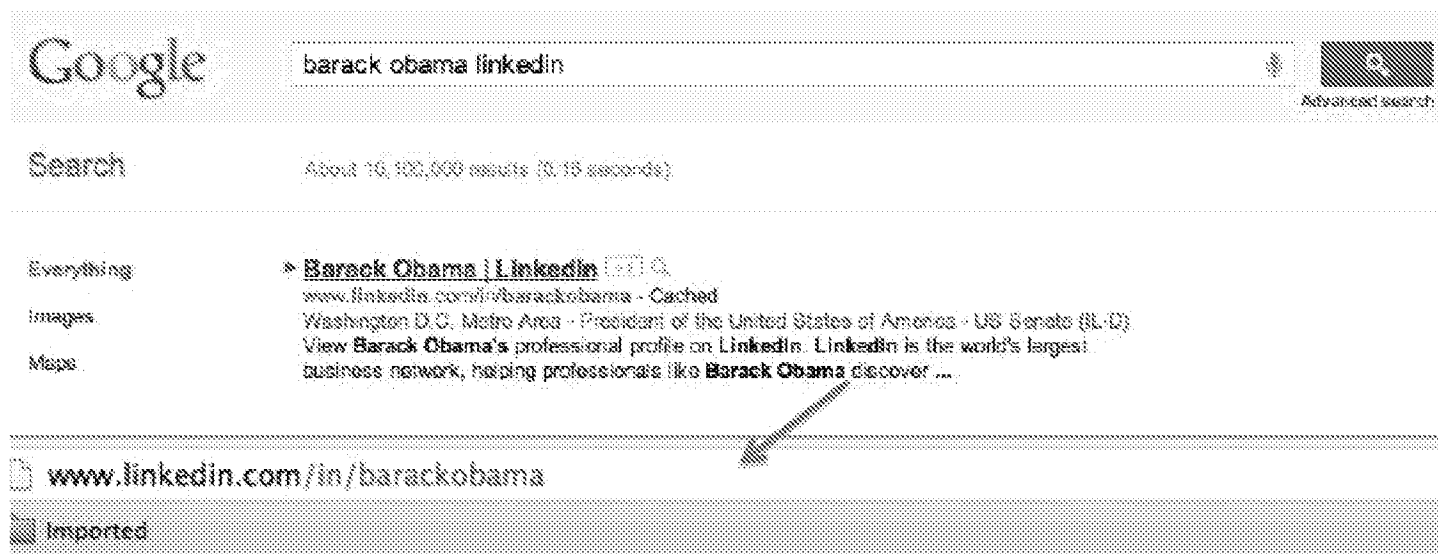 Google
barack obama linkedin
Advanced search
Search
About 10,100,000 results (0.16 seconds)
Everything
Images
Maps
Barack Obama | LinkedIn
www.linkedin.com/in/barackobama - Cached
Washington D.C. Metro Area - President of the United States of America - US Senate (IL-D)
View Barack Obama's professional profile on LinkedIn. LinkedIn is the world's largest
business network, helping professionals like Barack Obama discover ...
www.linkedin.com/in/barackobama
Imported